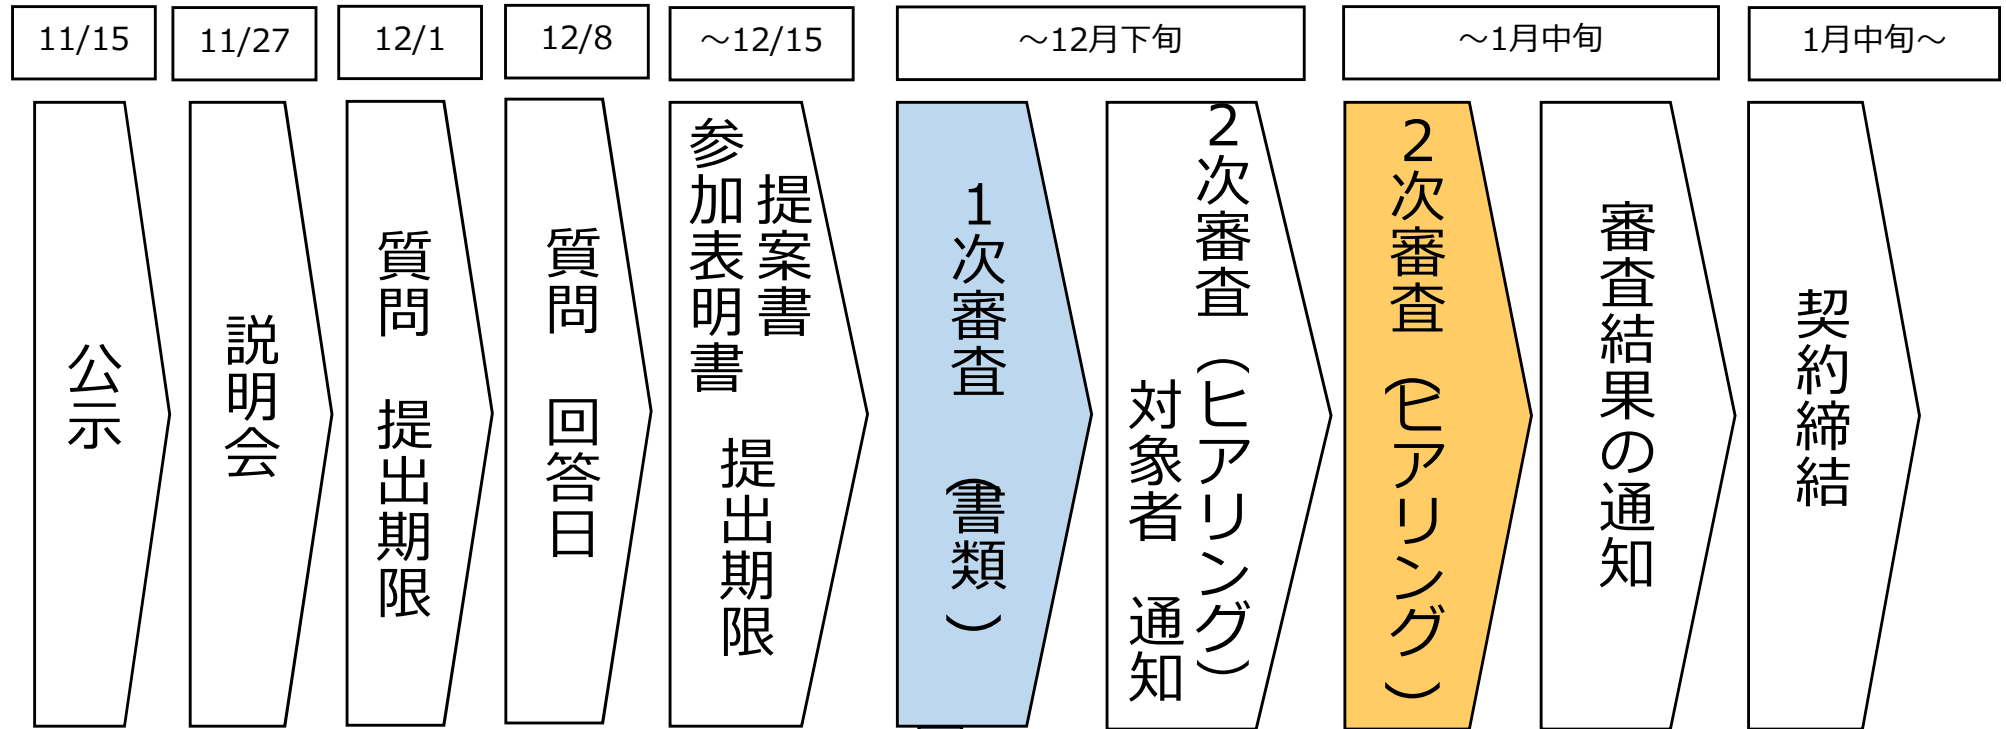 11/15
11/27
12/1
12/8
～12/15
～12月下旬
～1月中旬
1月中旬～
公示
説明会
質問　提出期限
質問　回答日
提案書
参加表明書
提出期限
1次審査　（書類）
2次審査（ヒアリング）
対象者　通知
2次審査（ヒアリング）
審査結果の通知
契約締結